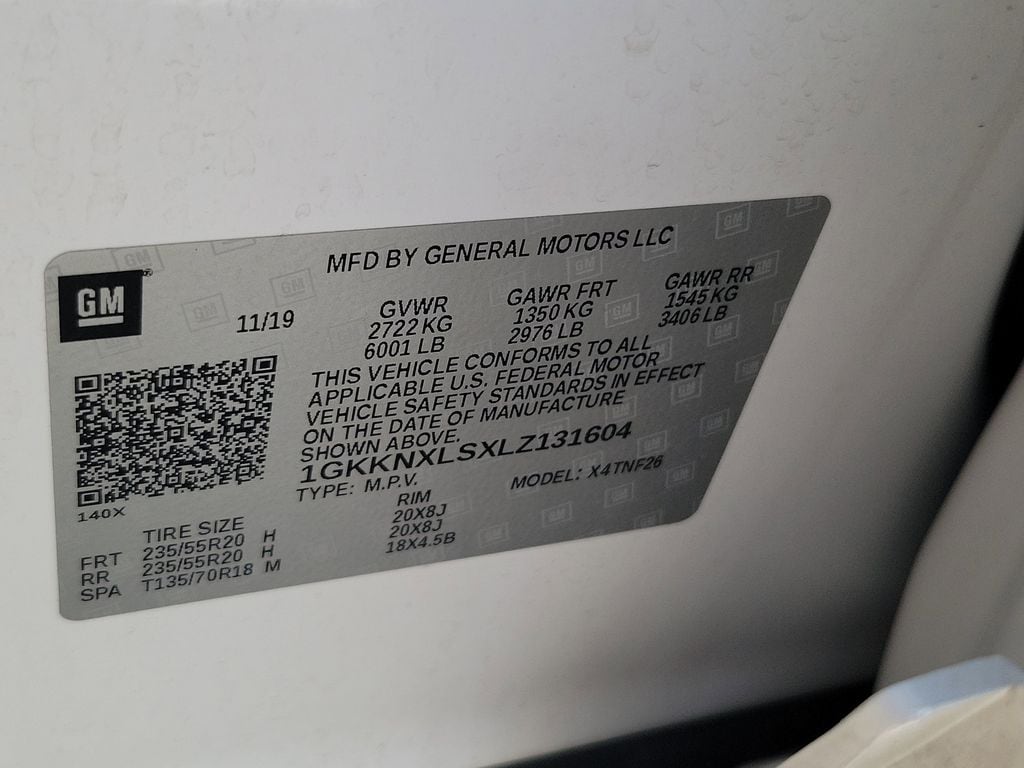 MFD BY GENERAL MOTORS LLC
GM®
11/19
GVWR GAWR FRT GAWR RR
2722 KG 1350 KG 1545 KG
6001 LB 2976 LB 3406 LB
THIS VEHICLE CONFORMS TO ALL
APPLICABLE U.S. FEDERAL MOTOR
VEHICLE SAFETY STANDARDS IN EFFECT
ON THE DATE OF MANUFACTURE
SHOWN ABOVE.
1GKKNXLSXLZ131604
TYPE: M.P.V. MODEL: X4TNF26
140X
TIRE SIZE RIM
FRT 235/55R20 H 20X8J
RR 235/55R20 H 20X8J
SPA T135/70R18 M 18X4.5B